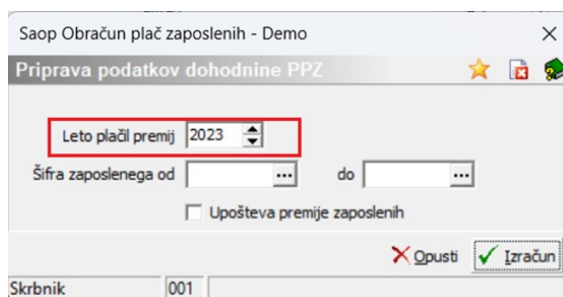 Saop Obračun plač zaposlenih - Demo
Priprava podatkov dohodnine PPZ
Leto plačil premij 2023
Šifra zaposlenega od ... do ...
Upošteva premije zaposlenih
Opusti Izračun
Skrbnik 001